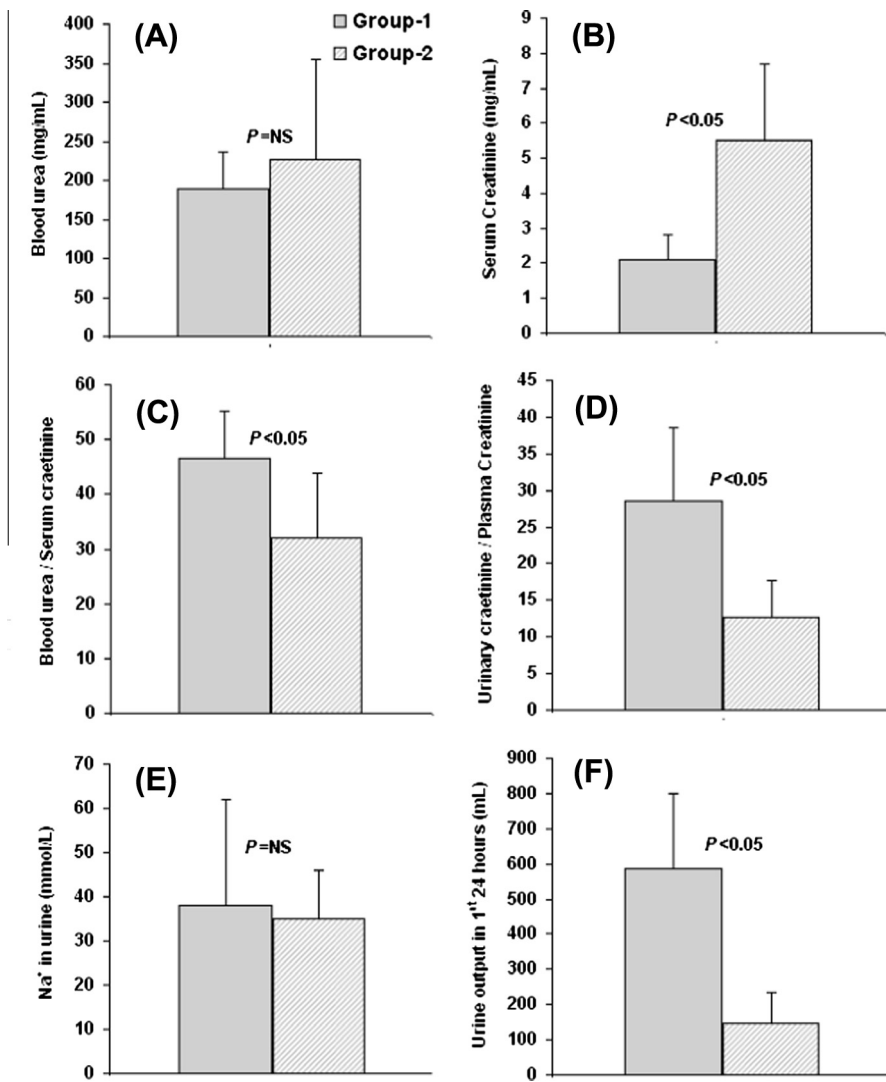 (A)
Group-1
Group-2
Blood urea (mg/mL)
400
350
300
250
200
150
100
50
0
P=NS
(B)
Serum Creatinine (mg/mL)
9
8
7
6
5
4
3
2
1
0
P<0.05
(C)
Blood urea / Serum craetinine
60
50
40
30
20
10
0
P<0.05
(D)
Urinary craetinine / Plasma Creatinine
45
40
35
30
25
20
15
10
5
0
P<0.05
(E)
Na⁺ in urine (mmol/L)
70
60
50
40
30
20
10
0
P=NS
(F)
Urine output in 1ˢᵗ 24 hours (mL)
900
800
700
600
500
400
300
200
100
0
P<0.05